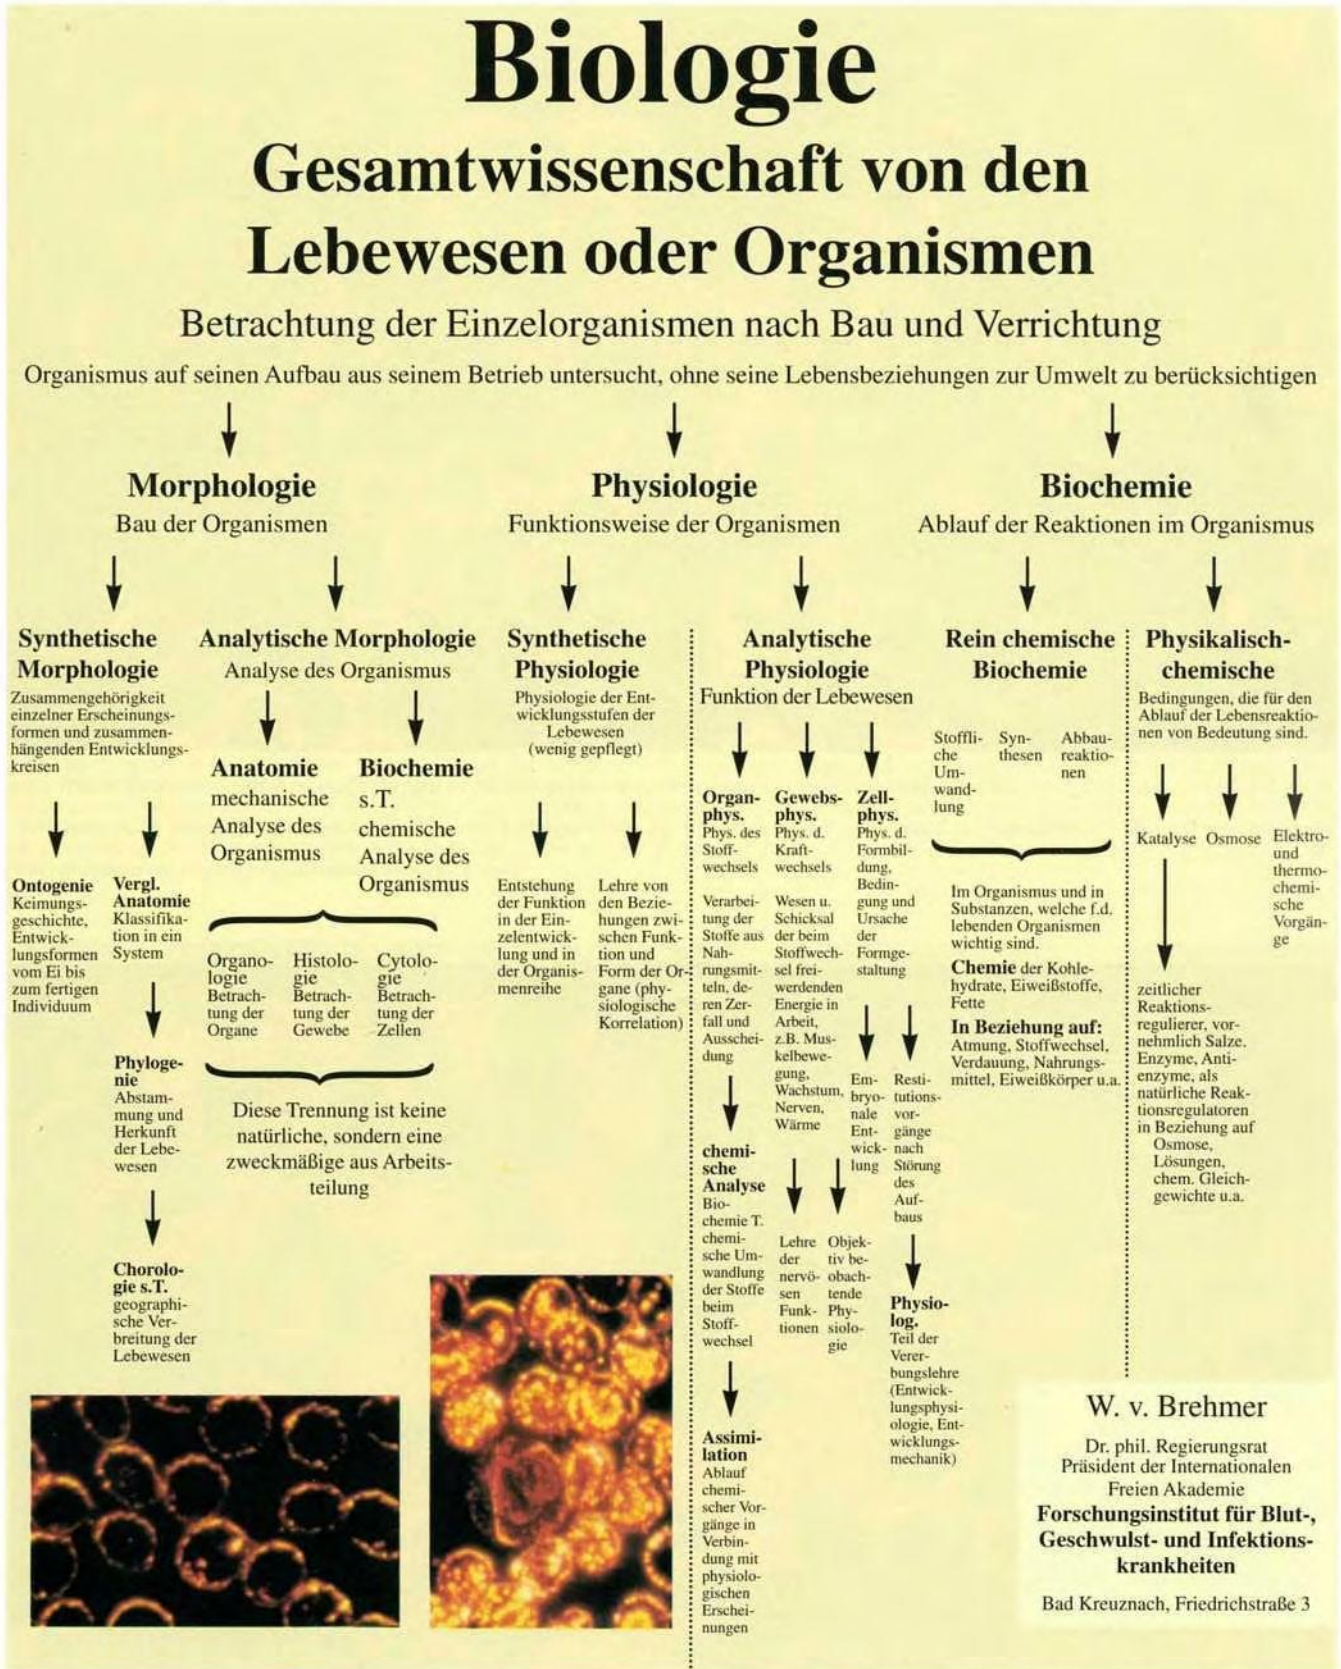 Biologie
Gesamtwissenschaft von den
Lebewesen oder Organismen
Betrachtung der Einzelorganismen nach Bau und Verrichtung
Organismus auf seinen Aufbau aus seinem Betrieb untersucht, ohne seine Lebensbeziehungen zur Umwelt zu berücksichtigen
Morphologie
Bau der Organismen
Synthetische
Morphologie
Zusammengehörigkeit
einzelner Erscheinungs-
formen und zusammen-
hängenden Entwicklungs-
kreisen
Ontogenie
Keimungs-
geschichte,
Entwick-
lungsformen
vom Ei bis
zum fertigen
Individuum
Vergl.
Anatomie
Klassifika-
tion in ein
System
Phyloge-
nie
Abstam-
mung und
Herkunft
der Lebe-
wesen
Chorolo-
gie s.T.
geographi-
sche Ver-
breitung der
Lebewesen
Analytische Morphologie
Analyse des Organismus
Anatomie
mechanische
Analyse des
Organismus
Biochemie
s.T.
chemische
Analyse des
Organismus
Organo-
logie
Betrach-
tung der
Organe
Histolo-
gie
Betrach-
tung der
Gewebe
Cytolo-
gie
Betrach-
tung der
Zellen
Diese Trennung ist keine
natürliche, sondern eine
zweckmäßige aus Arbeits-
teilung
Physiologie
Funktionsweise der Organismen
Synthetische
Physiologie
Physiologie der Ent-
wicklungsstufen der
Lebewesen
(wenig gepflegt)
Entstehung
der Funktion
in der Ein-
zelentwick-
lung und in
der Organis-
menreihe
Lehre von
den Bezie-
hungen zwi-
schen Funk-
tion und
Form der Or-
gane (phy-
siologische
Korrelation)
Analytische
Physiologie
Funktion der Lebewesen
Organ-
phys.
Phys. des
Stoff-
wechsels
Verarbei-
tung der
Stoffe aus
Nah-
rungsmit-
teln, de-
ren Zer-
fall und
Ausschei-
dung
chemi-
sche
Analyse
Bio-
chemie T.
chemi-
sche Um-
wandlung
der Stoffe
beim
Stoff-
wechsel
Assimi-
lation
Ablauf
chemi-
scher Vor-
gänge in
Verbin-
dung mit
physiolo-
gischen
Erschei-
nungen
Gewebs-
phys.
Phys. d.
Kraft-
wechsels
Wesen u.
Schicksal
der beim
Stoffwech-
sel frei-
werdenden
Energie in
Arbeit,
z.B. Mus-
kelbewe-
gung,
Wachstum,
Nerven,
Wärme
Lehre
der
nervö-
sen
Funk-
tionen
Objek-
tiv be-
obach-
tende
Phy-
siolo-
gie
Zell-
phys.
Phys. d.
Formbil-
dung,
Bedin-
gung und
Ursache
der
Formge-
staltung
Em-
bryo-
nale
Ent-
wick-
lung
Resti-
tutions-
vor-
gänge
nach
Störung
des
Auf-
baus
Physio-
log.
Teil der
Verer-
bungslehre
(Entwick-
lungsphysi-
ologie, Ent-
wicklungs-
mechanik)
Biochemie
Ablauf der Reaktionen im Organismus
Rein chemische
Biochemie
Stoffli-
che
Um-
wand-
lung
Syn-
thesen
Abbau-
reaktio-
nen
Im Organismus und in
Substanzen, welche f.d.
lebenden Organismen
wichtig sind.
Chemie der Kohle-
hydrate, Eiweißstoffe,
Fette
In Beziehung auf:
Atmung, Stoffwechsel,
Verdauung, Nahrungs-
mittel, Eiweißkörper u.a.
Physikalisch-
chemische
Bedingungen, die für den
Ablauf der Lebensreaktio-
nen von Bedeutung sind.
Katalyse
Osmose
Elektro-
und
thermo-
chemi-
sche
Vorgän-
ge
zeitlicher
Reaktions-
regulierer, vor-
nehmlich Salze.
Enzyme, Anti-
enzyme, als
natürliche Reak-
tionsregulatoren
in Beziehung auf
Osmose,
Lösungen,
chem. Gleich-
gewichte u.a.
W. v. Brehmer
Dr. phil. Regierungsrat
Präsident der Internationalen
Freien Akademie
Forschungsinstitut für Blut-,
Geschwulst- und Infektions-
krankheiten
Bad Kreuznach, Friedrichstraße 3